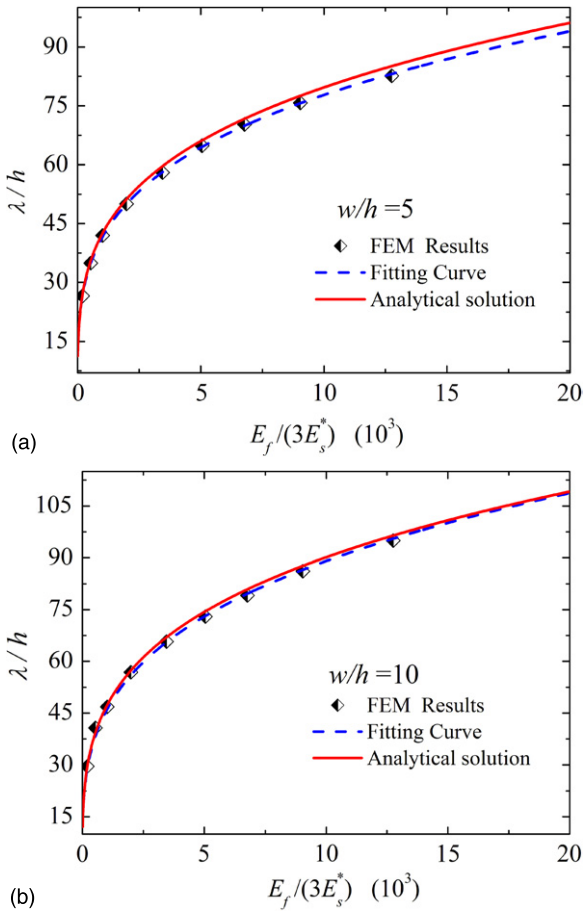 90
75
60
45
30
15
λ / h
w/h =5
FEM Results
Fitting Curve
Analytical solution
0 5 10 15 20
(a)
E_f /(3E_s^*) (10^3)
105
90
75
60
45
30
15
λ / h
w/h =10
FEM Results
Fitting Curve
Analytical solution
0 5 10 15 20
(b)
E_f /(3E_s^*) (10^3)